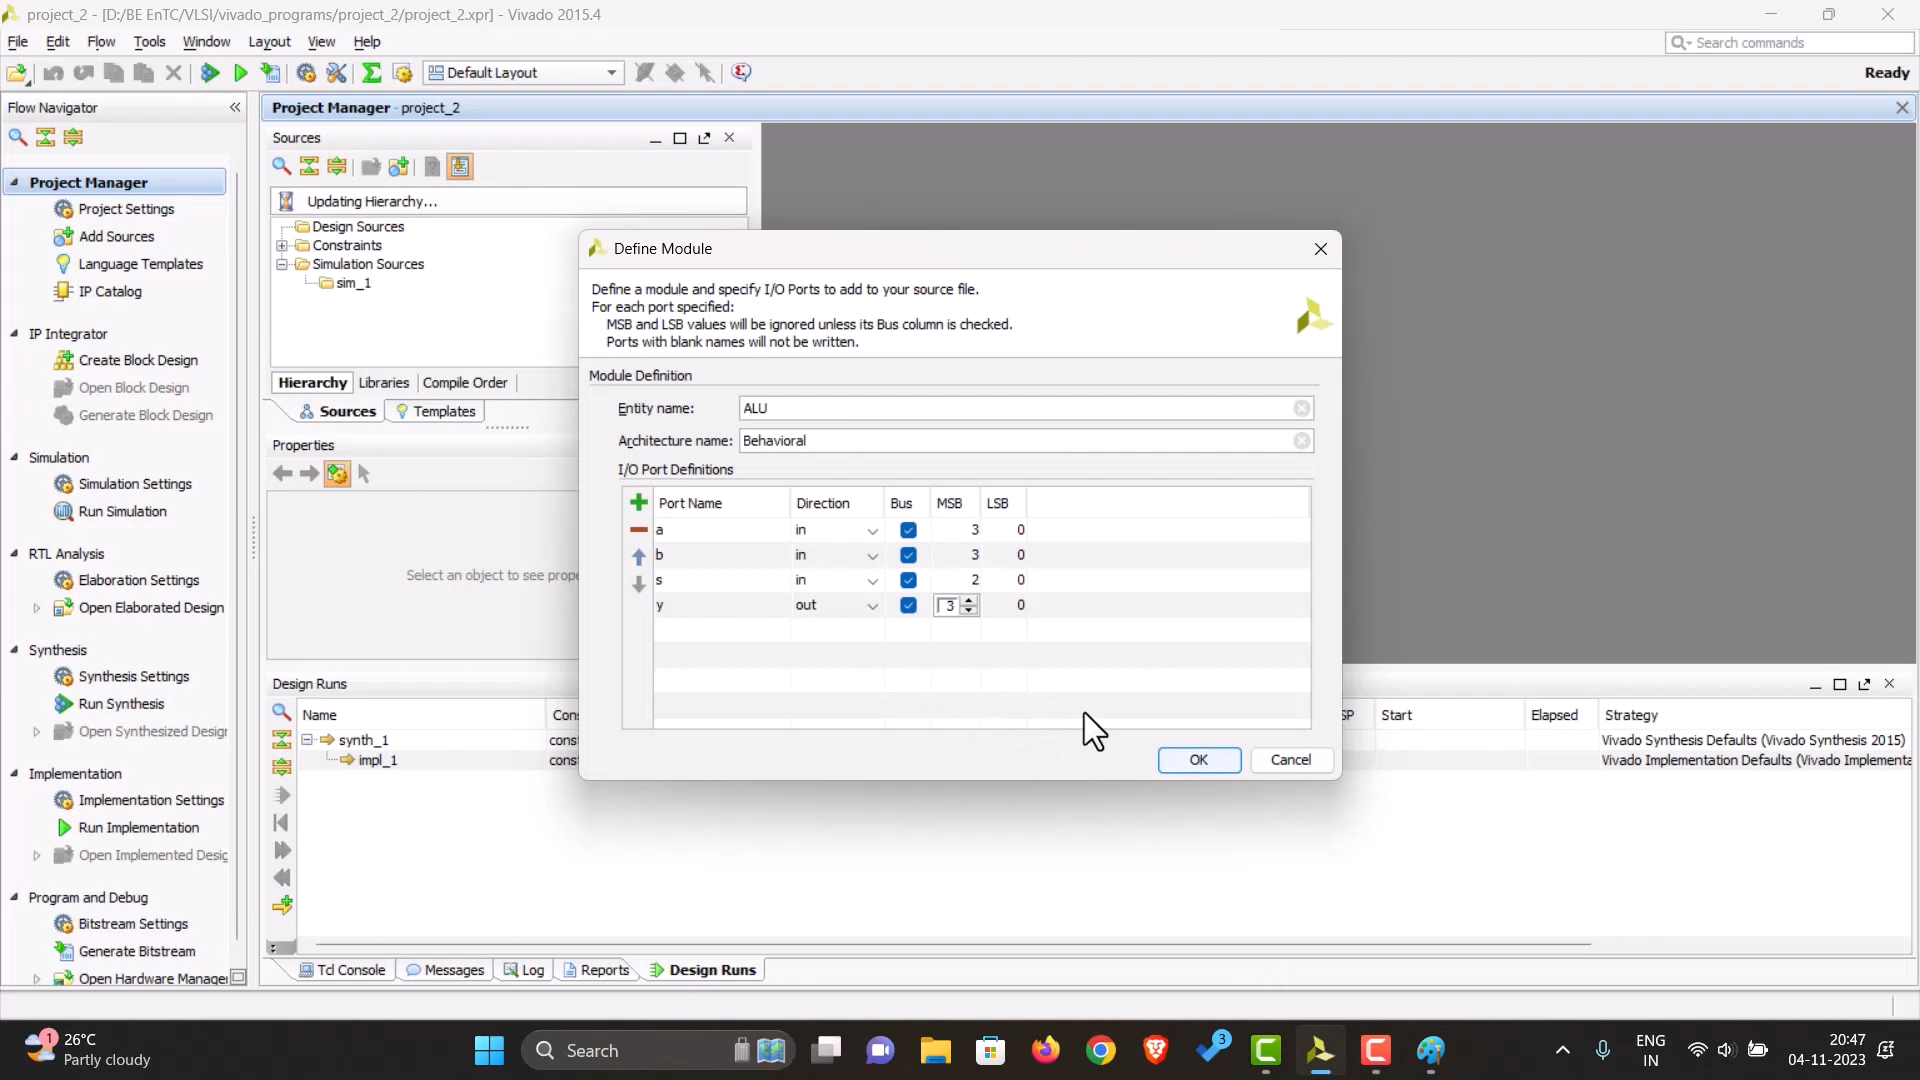 project_2 - [D:/BE EnTC/VLSI/vivado_programs/project_2/project_2.xpr] - Vivado 2015.4
File Edit Flow Tools Window Layout View Help
Search commands
Default Layout
Ready
Flow Navigator
Project Manager - project_2
Sources
Project Manager
Project Settings
Add Sources
Language Templates
IP Catalog
IP Integrator
Create Block Design
Open Block Design
Generate Block Design
Simulation
Simulation Settings
Run Simulation
RTL Analysis
Elaboration Settings
Open Elaborated Design
Synthesis
Synthesis Settings
Run Synthesis
Open Synthesized Design
Implementation
Implementation Settings
Run Implementation
Open Implemented Desig
Program and Debug
Bitstream Settings
Generate Bitstream
Open Hardware Manager
Updating Hierarchy...
Design Sources
Constraints
Simulation Sources
sim_1
Hierarchy Libraries Compile Order
Sources Templates
Properties
Select an object to see prope
Define Module
Define a module and specify I/O Ports to add to your source file.
For each port specified:
MSB and LSB values will be ignored unless its Bus column is checked.
Ports with blank names will not be written.
Module Definition
Entity name: ALU
Architecture name: Behavioral
I/O Port Definitions
Port Name Direction Bus MSB LSB
a in 3 0
b in 3 0
s in 2 0
y out 3 0
OK Cancel
Design Runs
Name Cons SP Start Elapsed Strategy
synth_1 const Vivado Synthesis Defaults (Vivado Synthesis 2015)
impl_1 const Vivado Implementation Defaults (Vivado Implementa
Tcl Console Messages Log Reports Design Runs
1
26°C
Partly cloudy
Search
3
ENG
IN
20:47
04-11-2023